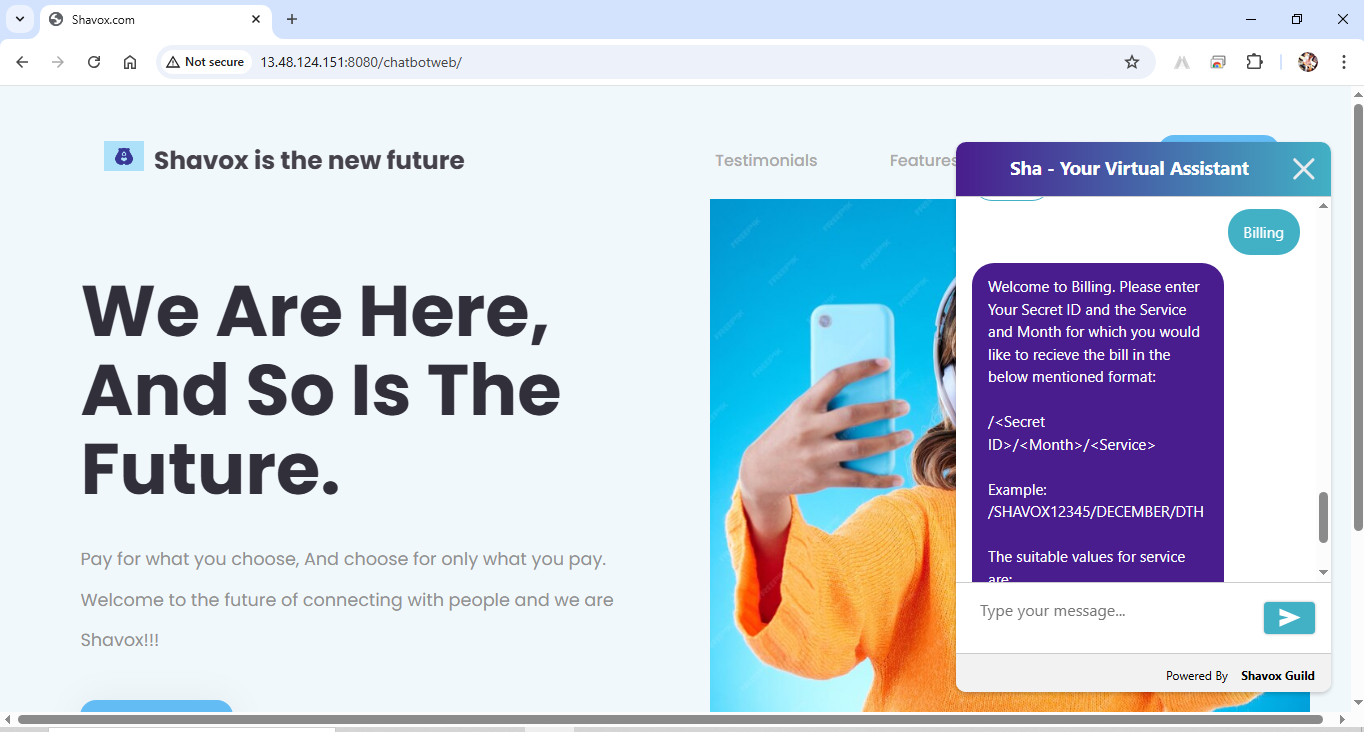 Shavox.com
Not secure
13.48.124.151:8080/chatbotweb/
Shavox is the new future
Testimonials
Features
We Are Here,
And So Is The
Future.
Pay for what you choose, And choose for only what you pay.
Welcome to the future of connecting with people and we are
Shavox!!!
Sha - Your Virtual Assistant
Billing
Welcome to Billing. Please enter
Your Secret ID and the Service
and Month for which you would
like to recieve the bill in the
below mentioned format:
/<Secret
ID>/<Month>/<Service>
Example:
/SHAVOX12345/DECEMBER/DTH
The suitable values for service
are:
Type your message...
Powered By Shavox Guild